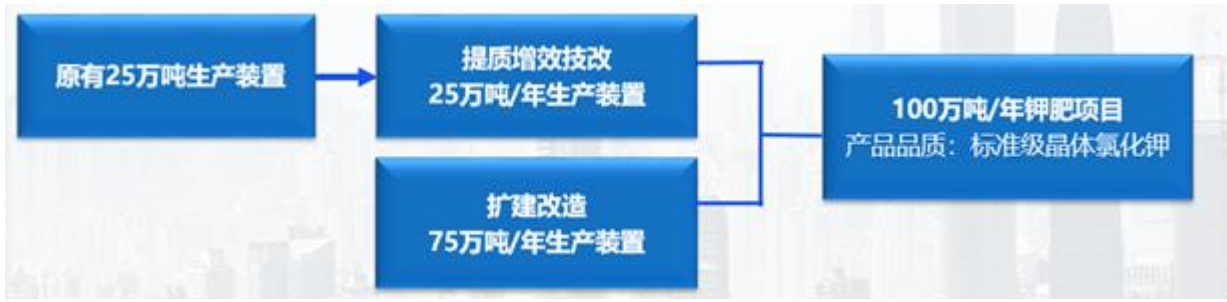 原有25万吨生产装置
提质增效技改
25万吨/年生产装置
扩建改造
75万吨/年生产装置
100万吨/年钾肥项目
产品品质：标准级晶体氯化钾